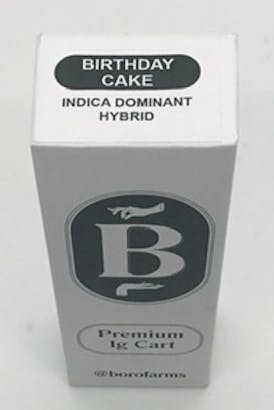 BIRTHDAY
CAKE
INDICA DOMINANT
HYBRID
B
Premium
1g Cart
@borofarms